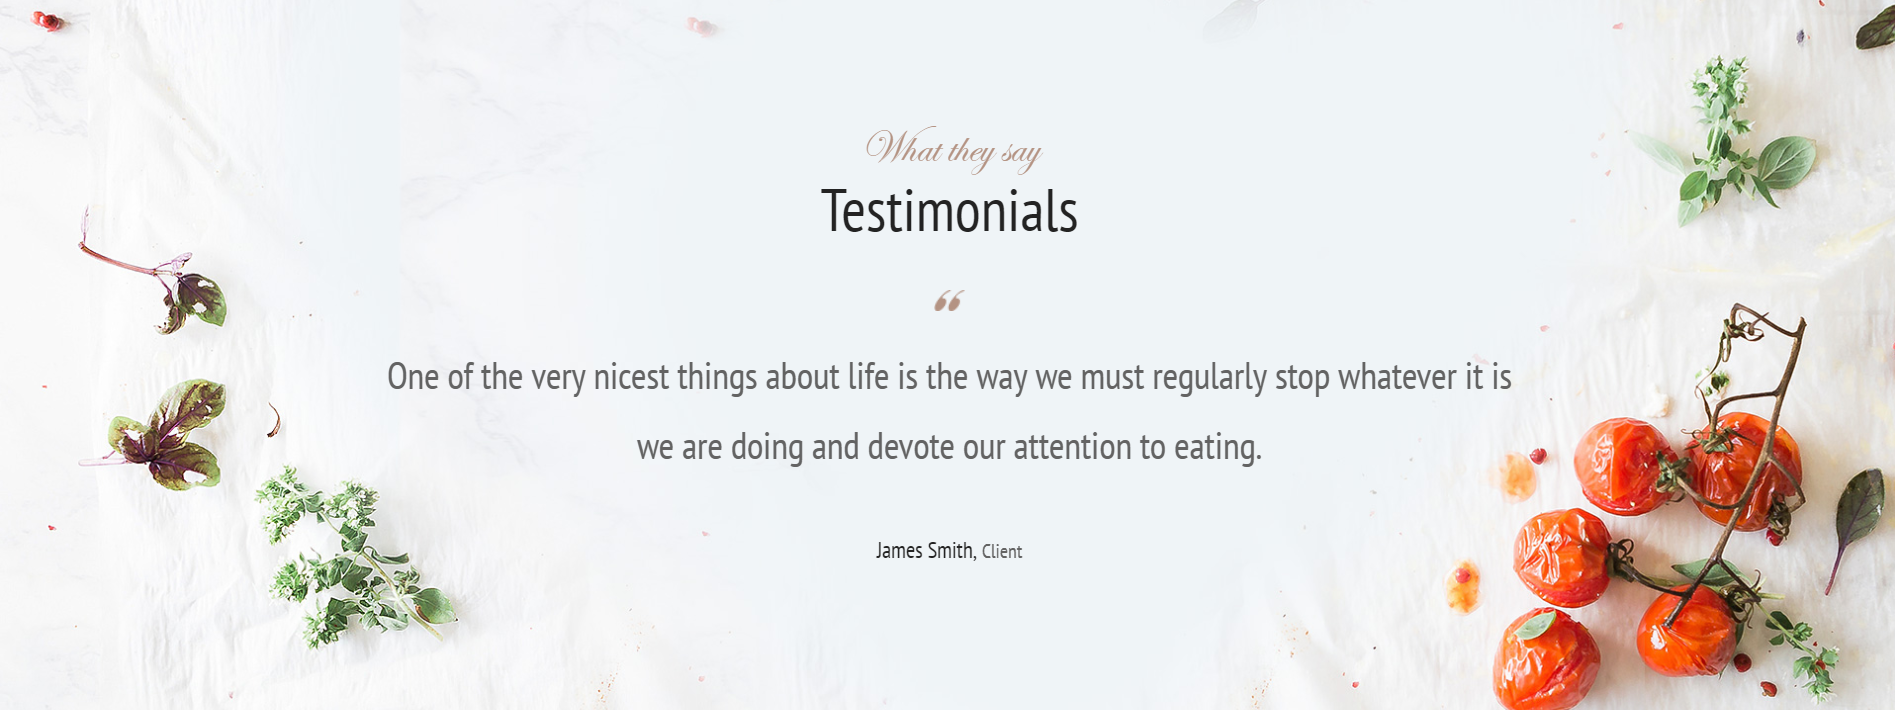 What they say
Testimonials
“
One of the very nicest things about life is the way we must regularly stop whatever it is
we are doing and devote our attention to eating.
James Smith, Client